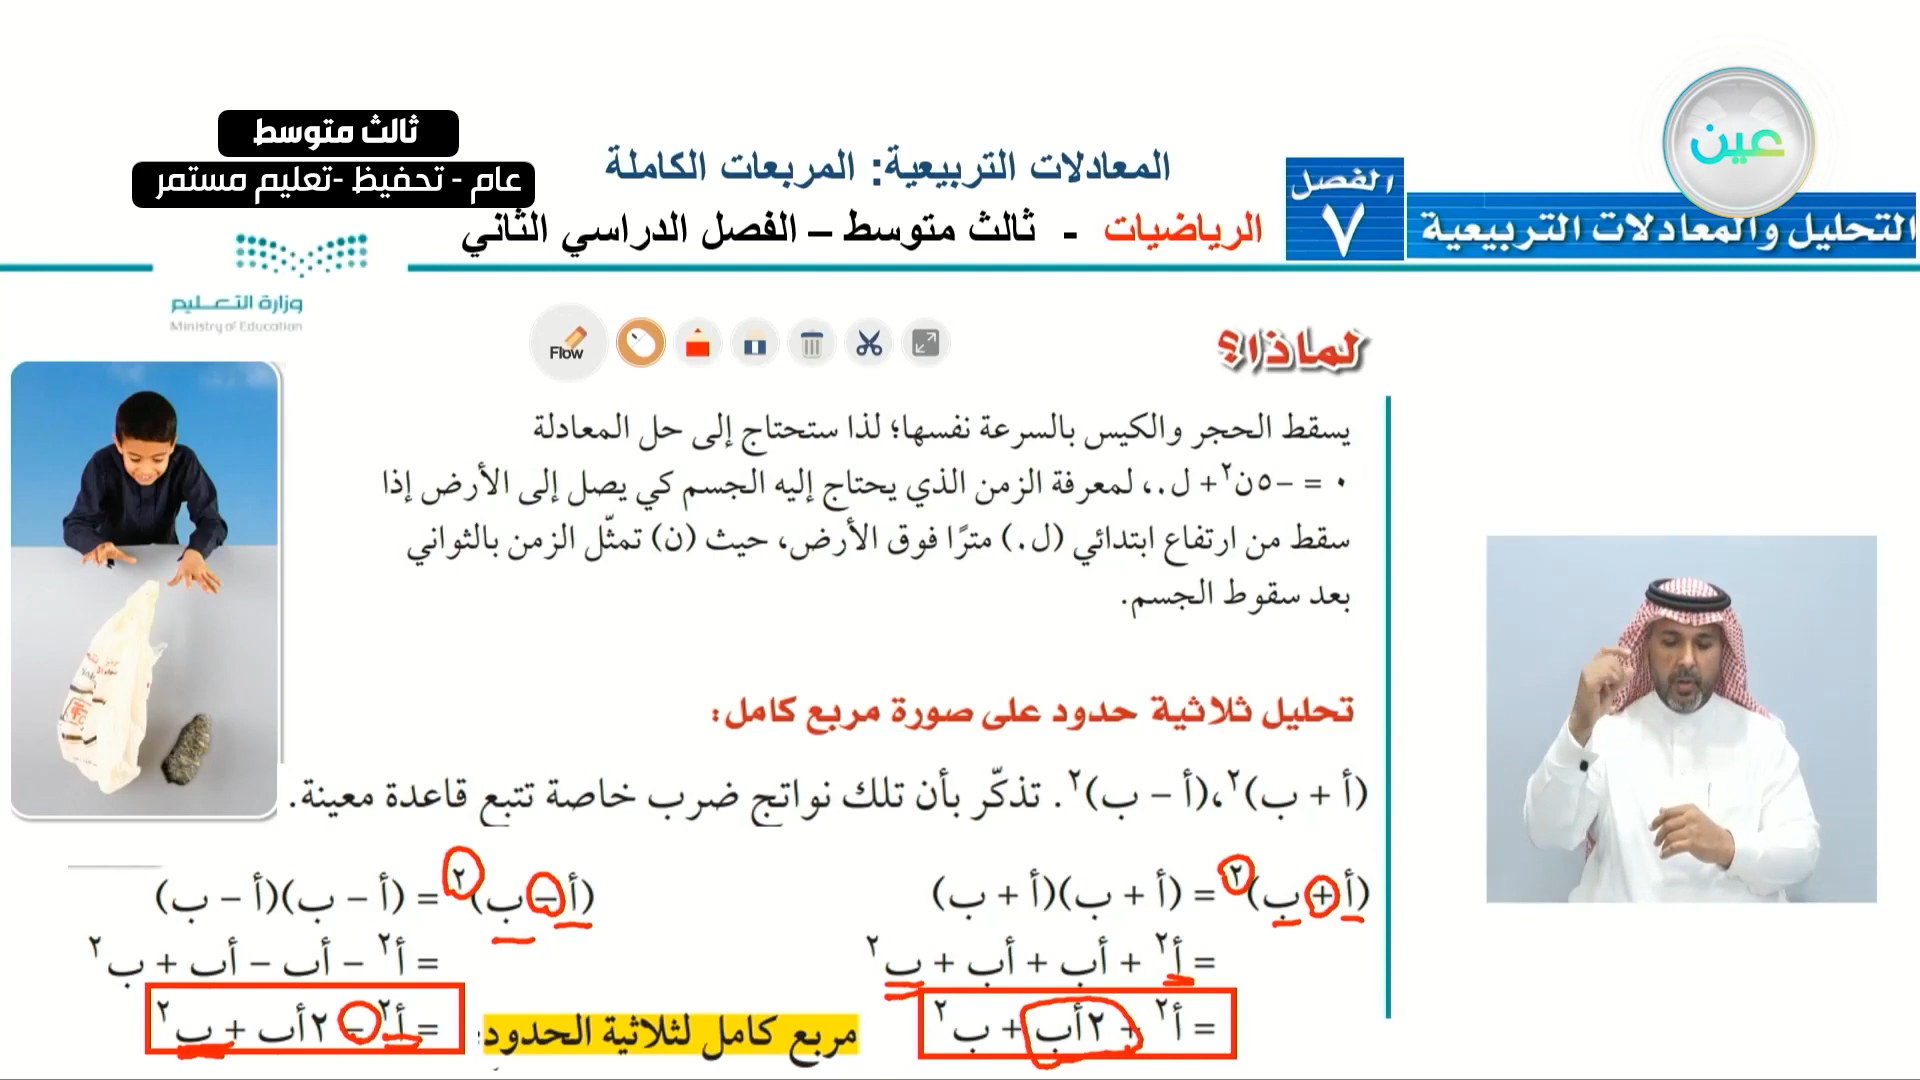 عين
ثالث متوسط
عام - تحفيظ -تعليم مستمر
المعادلات التربيعية: المربعات الكاملة
الفصل
٧
التحليل والمعادلات التربيعية
الرياضيات - ثالث متوسط – الفصل الدراسي الثاني
وزارة التعليم
Ministry of Education
Flow
لماذا؟
يسقط الحجر والكيس بالسرعة نفسها؛ لذا ستحتاج إلى حل المعادلة
٠ = −٥ن٢ + ل.، لمعرفة الزمن الذي يحتاج إليه الجسم كي يصل إلى الأرض إذا
سقط من ارتفاع ابتدائي (ل.) مترًا فوق الأرض، حيث (ن) تمثّل الزمن بالثواني
بعد سقوط الجسم.
تحليل ثلاثية حدود على صورة مربع كامل:
(أ + ب)٢،(أ − ب)٢. تذكّر بأن تلك نواتج ضرب خاصة تتبع قاعدة معينة.
(أ + ب)٢ = (أ + ب)(أ + ب)
= أ٢ + أب + أب + ب٢
= أ٢ + ٢أب + ب٢
(أ − ب)٢ = (أ − ب)(أ − ب)
= أ٢ − أب − أب + ب٢
= أ٢ − ٢أب + ب٢
مربع كامل لثلاثية الحدود